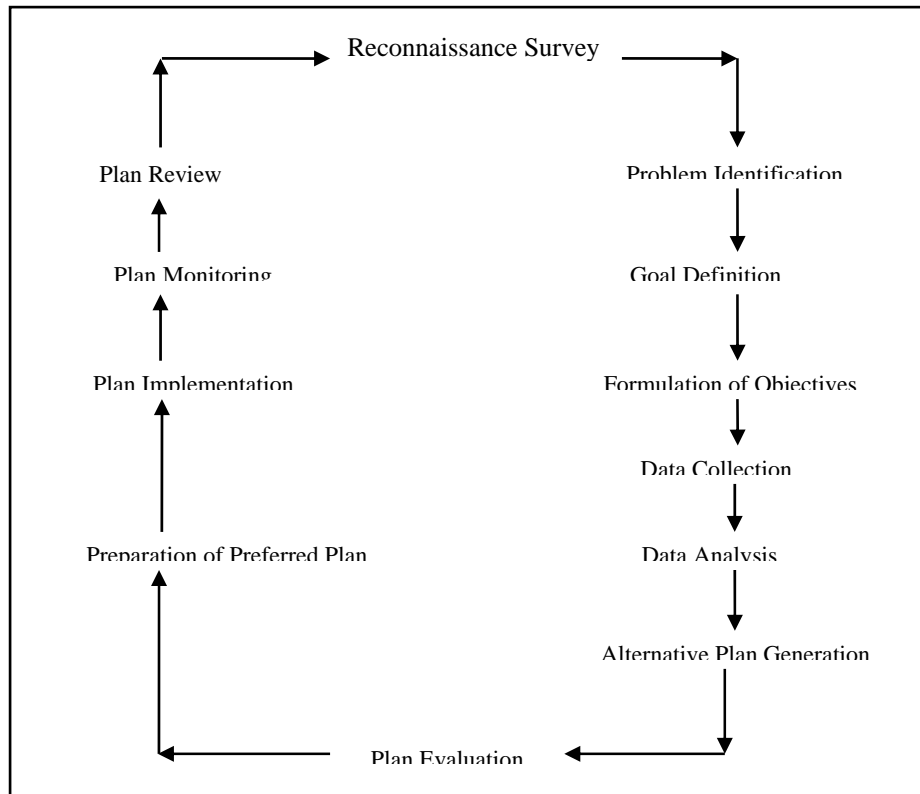 Reconnaissance Survey
Problem Identification
Goal Definition
Formulation of Objectives
Data Collection
Data Analysis
Alternative Plan Generation
Plan Evaluation
Preparation of Preferred Plan
Plan Implementation
Plan Monitoring
Plan Review